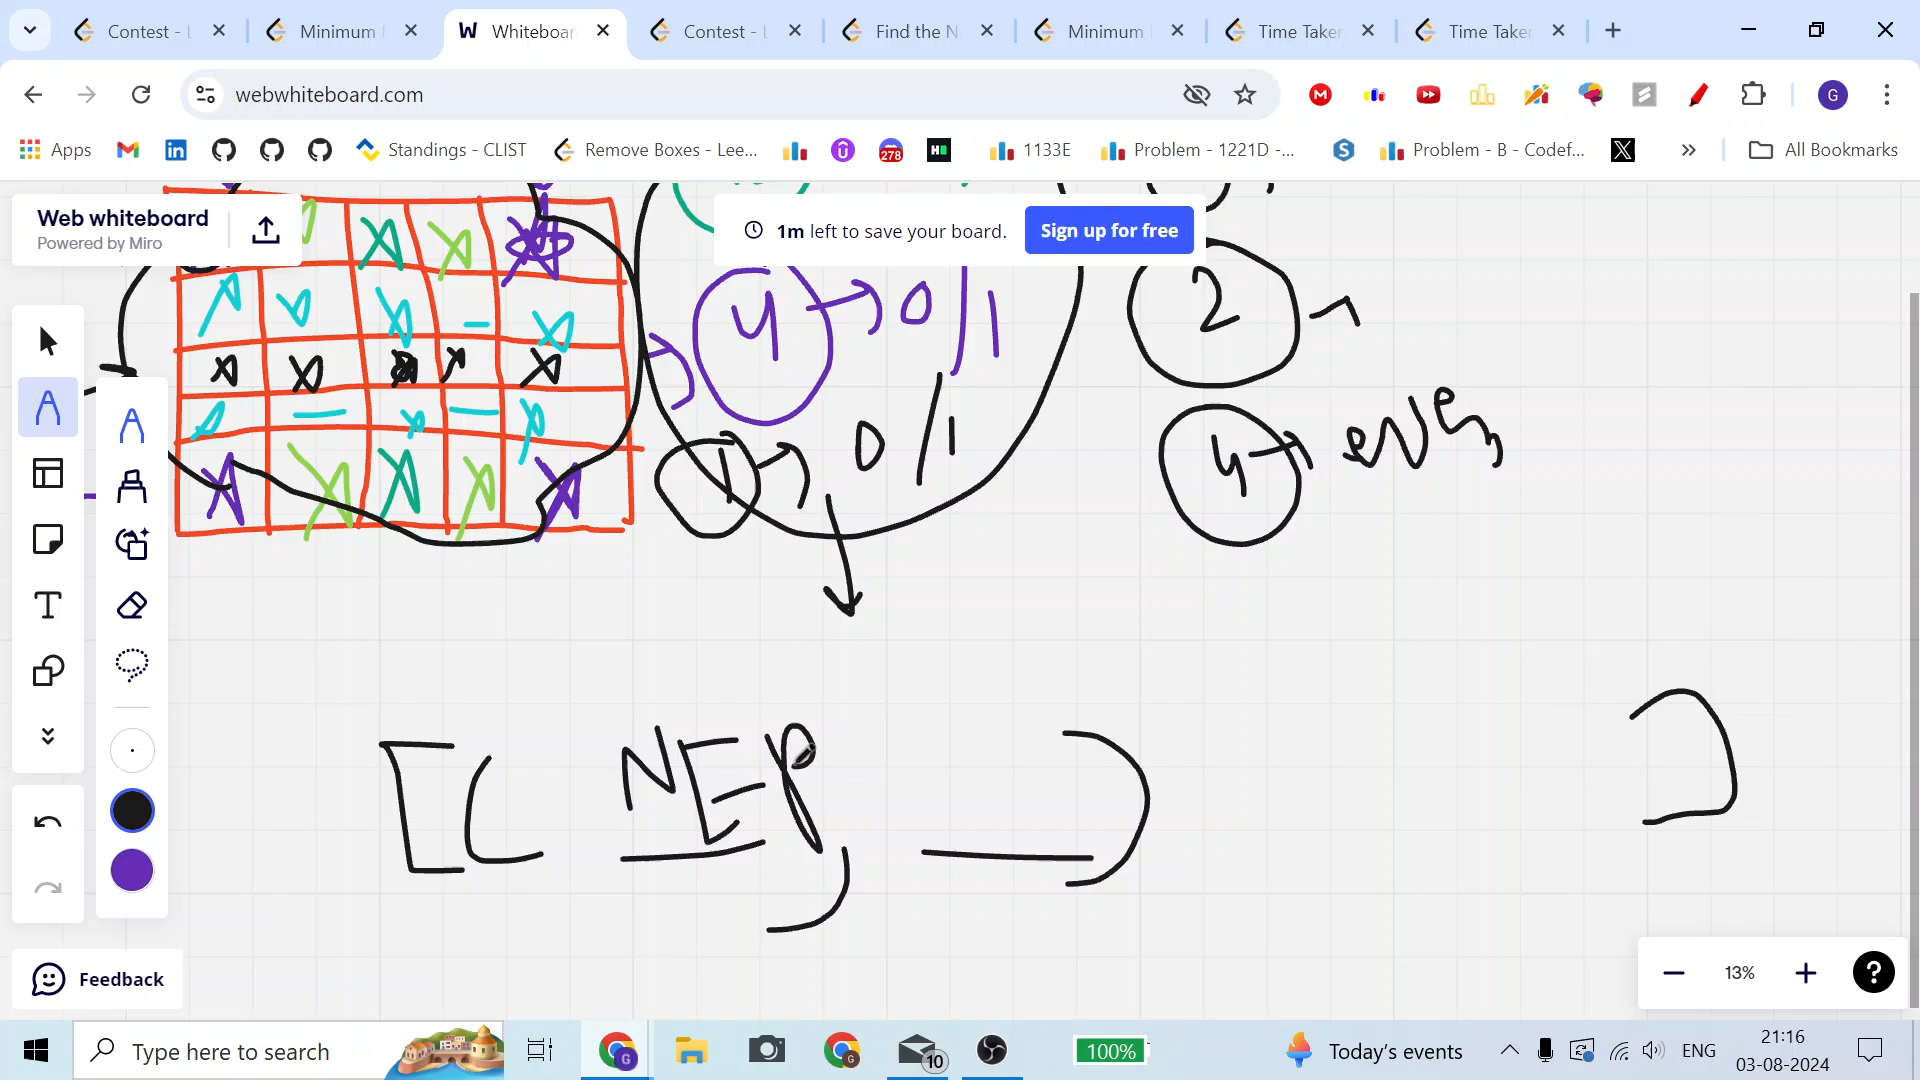 Contest - L
Minimum
Whiteboar
Contest - L
Find the N
Minimum
Time Taker
Time Taker
webwhiteboard.com
G
Apps
Standings - CLIST
Remove Boxes - Lee...
278
1133E
Problem - 1221D -...
Problem - B - Codef...
All Bookmarks
Web whiteboard
Powered by Miro
1m left to save your board.
Sign up for free
4 → 0/1
2
1 → 0/1
4 → even
[( NEP, )
]
Feedback
13%
Type here to search
10
100%
Today's events
ENG
21:16
03-08-2024